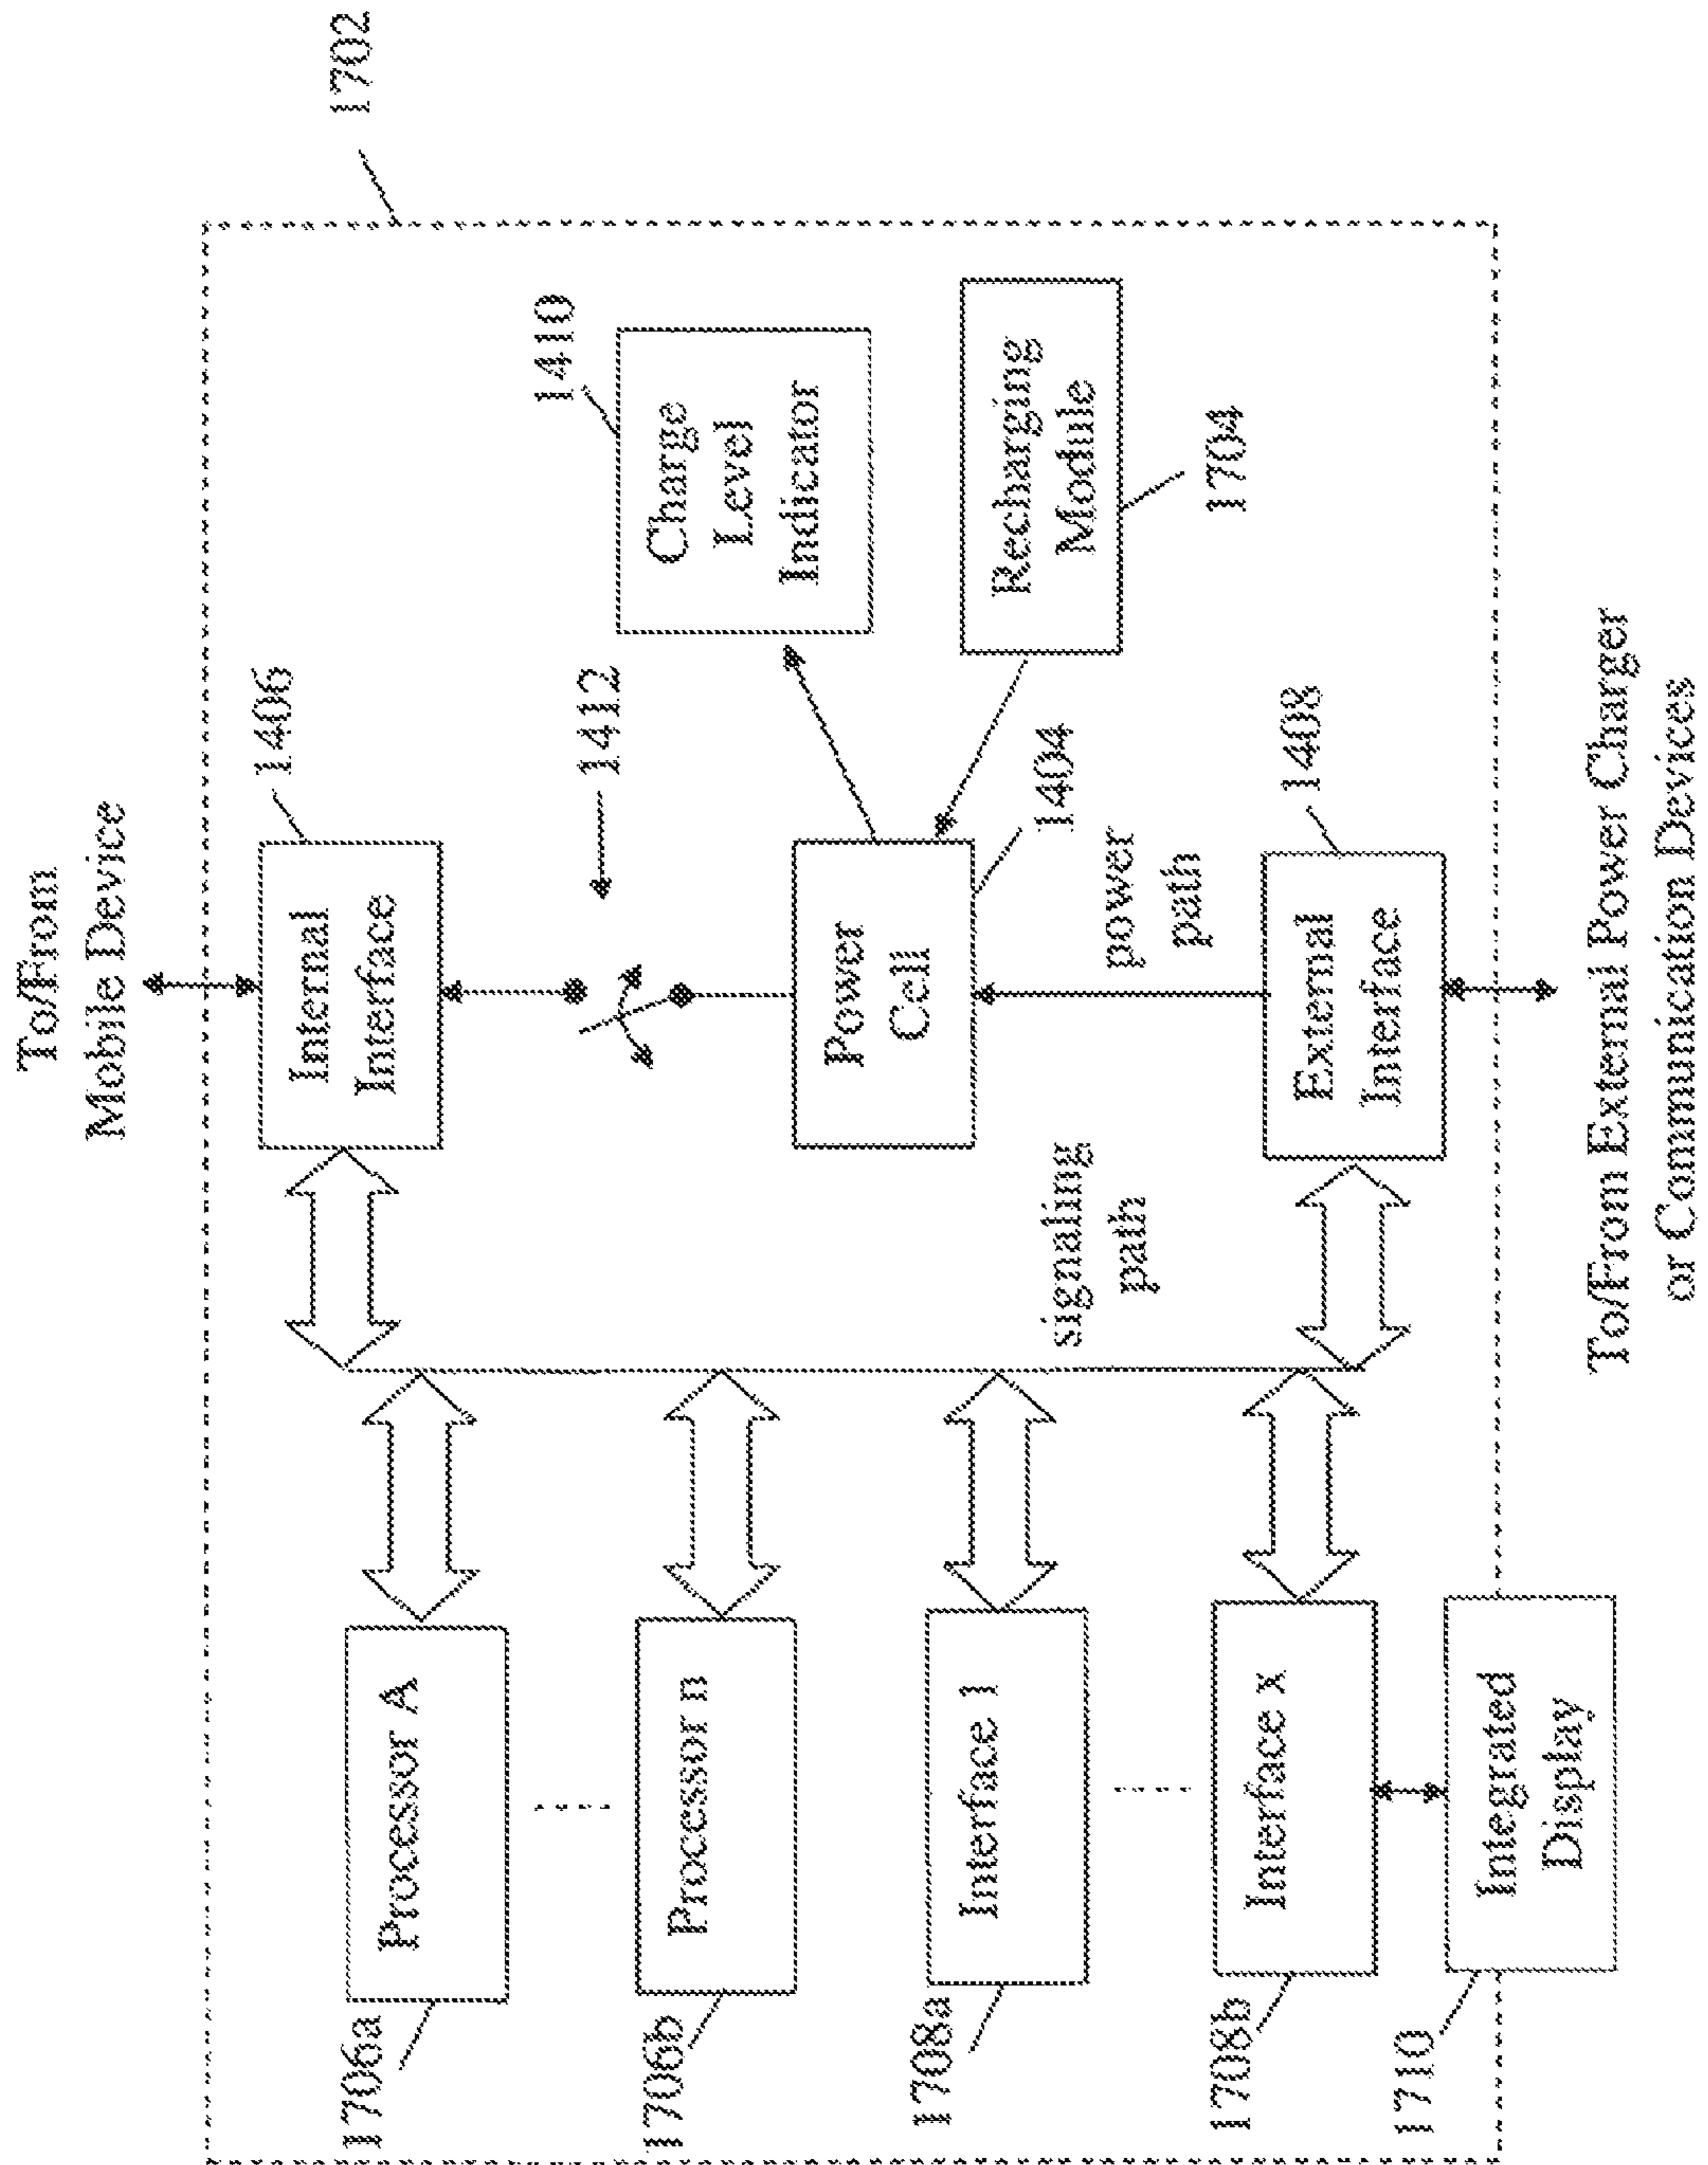 1702
To/From
Mobile Device
1406
Internal
Interface
1412
1410
Charge
Level
Indicator
Recharging
Module
1704
1404
Power
Cell
power
path
1408
External
Interface
signaling
path
To/From External Power Charger
or Communication Devices
1706a
Processor A
1706b
Processor n
1708a
Interface 1
1708b
Interface x
1710
Integrated
Display